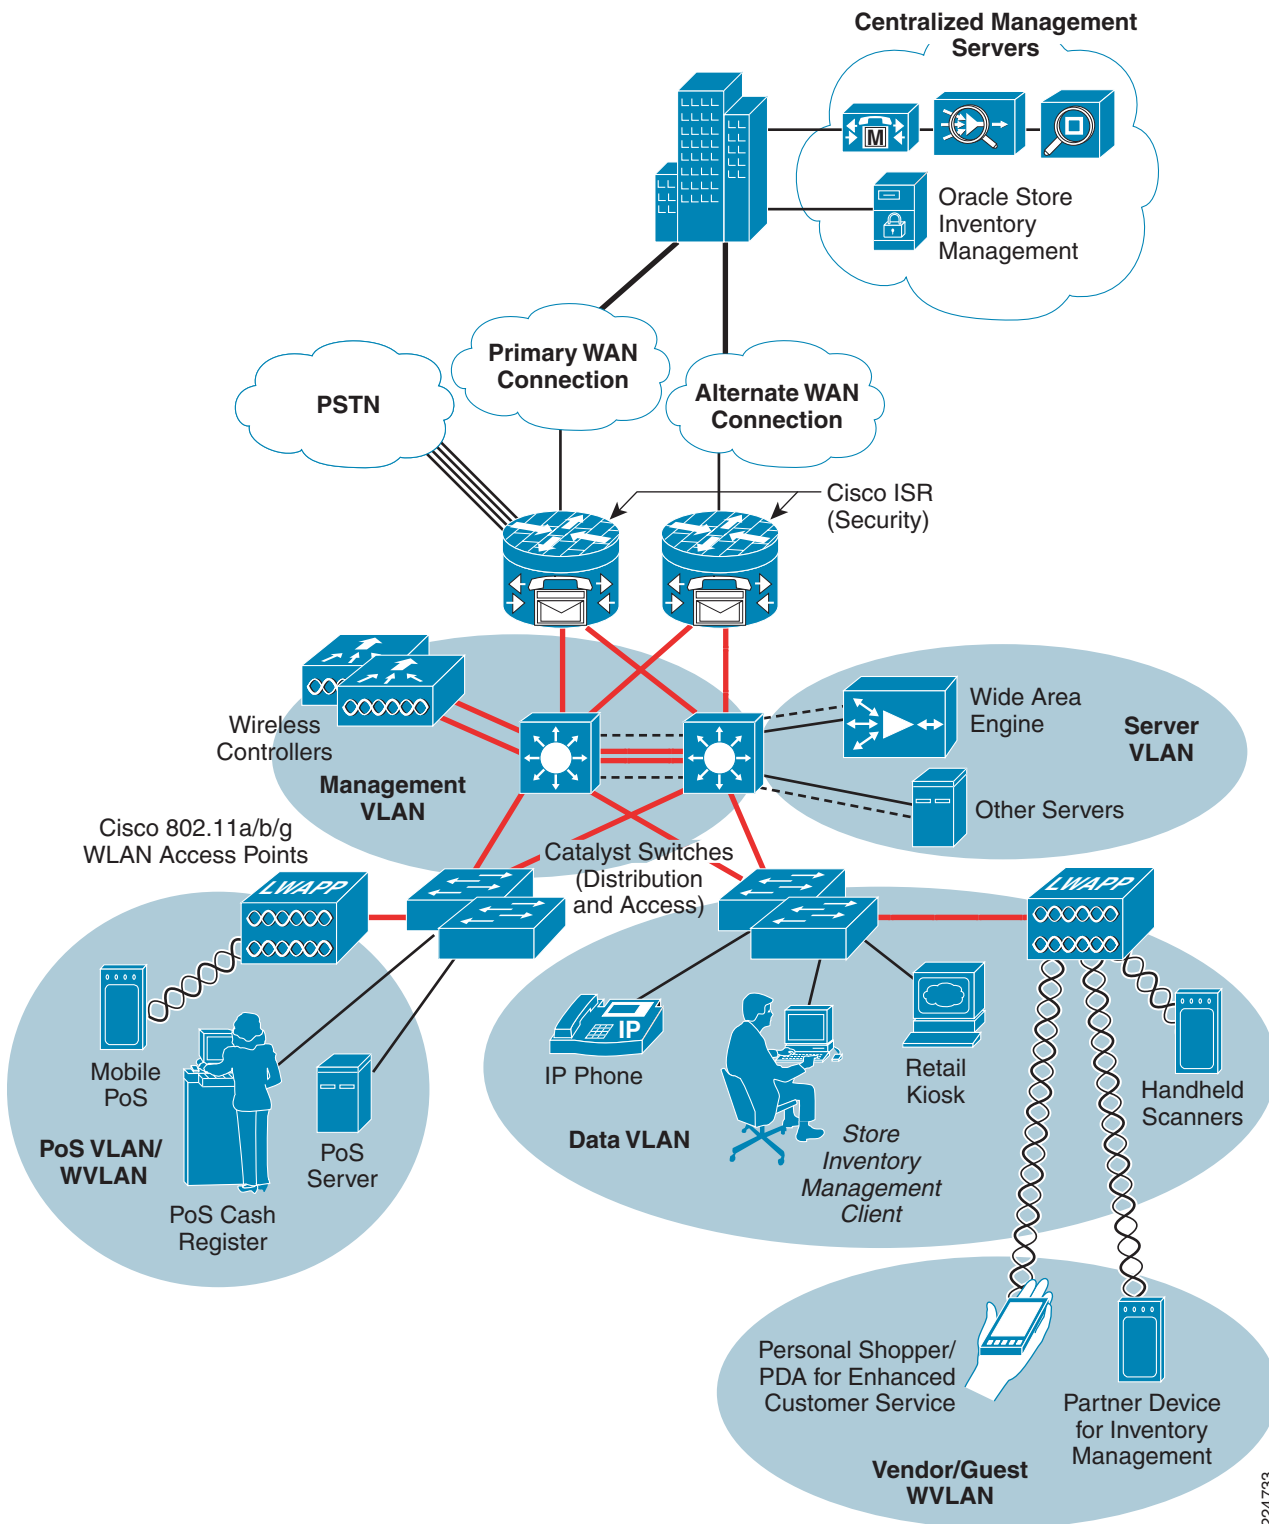 Centralized Management
Servers
M
Oracle Store
Inventory
Management
Primary WAN
Connection
PSTN
Alternate WAN
Connection
Cisco ISR
(Security)
Wireless
Controllers
Management
VLAN
Wide Area
Engine
Server
VLAN
Other Servers
Cisco 802.11a/b/g
WLAN Access Points
Catalyst Switches
(Distribution
and Access)
LWAPP
LWAPP
Mobile
PoS
PoS VLAN/
WVLAN
PoS Cash
Register
PoS
Server
IP
IP Phone
Data VLAN
Store
Inventory
Management
Client
Retail
Kiosk
Handheld
Scanners
Personal Shopper/
PDA for Enhanced
Customer Service
Partner Device
for Inventory
Management
Vendor/Guest
WVLAN
224733